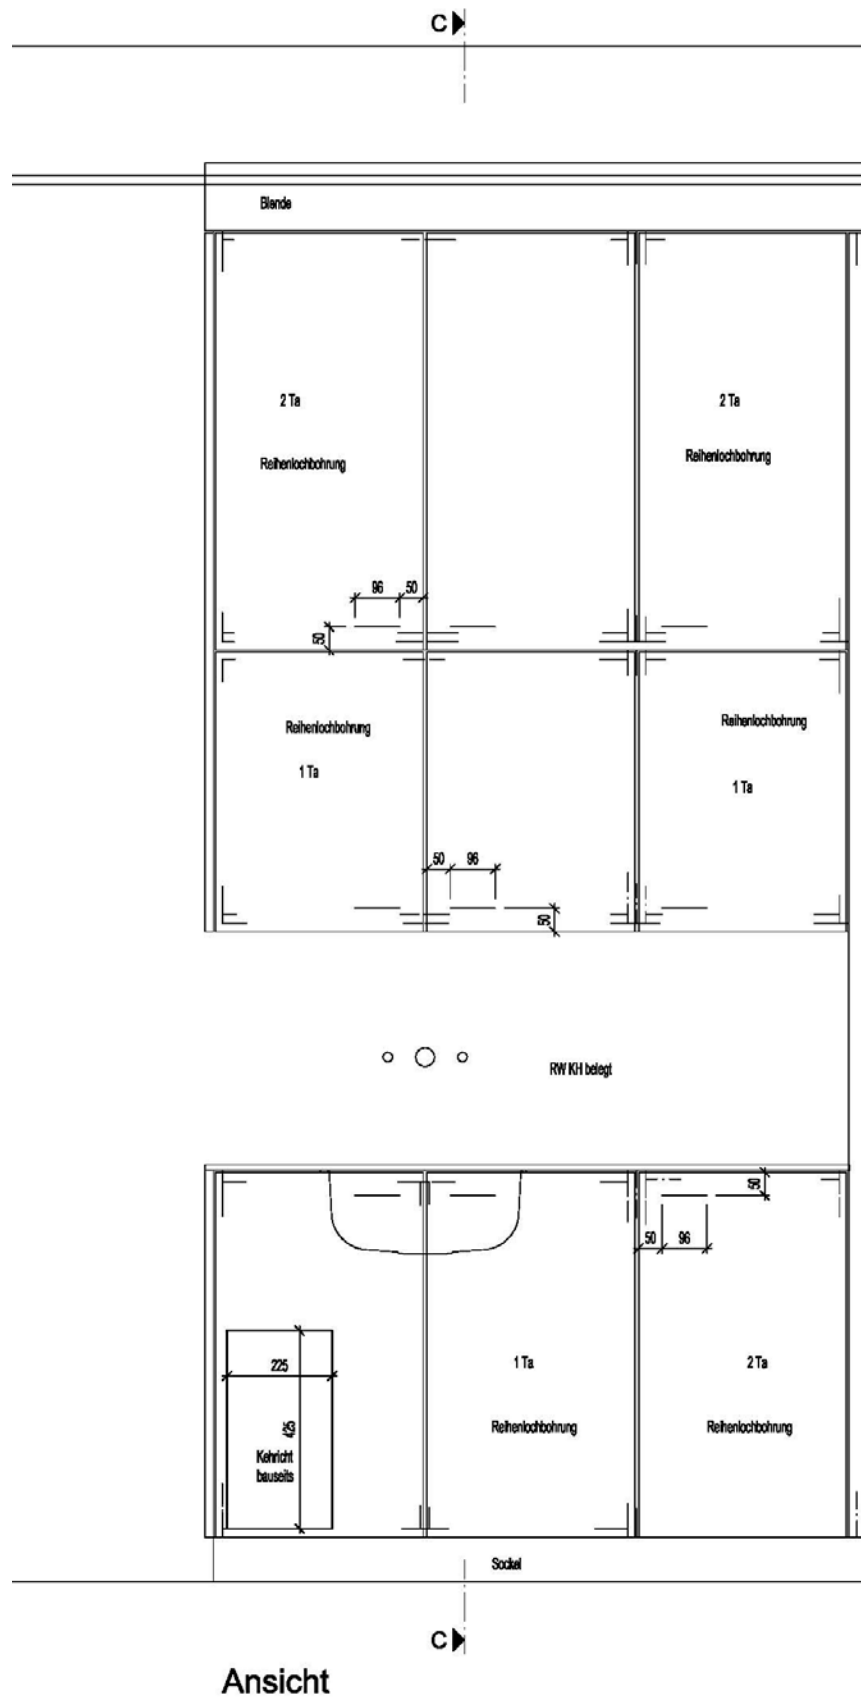 C
Blende
2 Ta
2 Ta
Reihenlochbohrung
Reihenlochbohrung
96 50
50
Reihenlochbohrung
Reihenlochbohrung
1 Ta
1 Ta
50 96
50
RW KH belegt
50
50 96
225
1 Ta
2 Ta
425
Reihenlochbohrung
Reihenlochbohrung
Kehricht
bauseits
Sockel
C
Ansicht